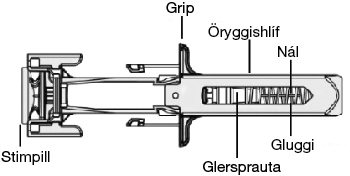 Grip
Öryggishlíf
Nál
Stimpill
Glersprauta
Gluggi